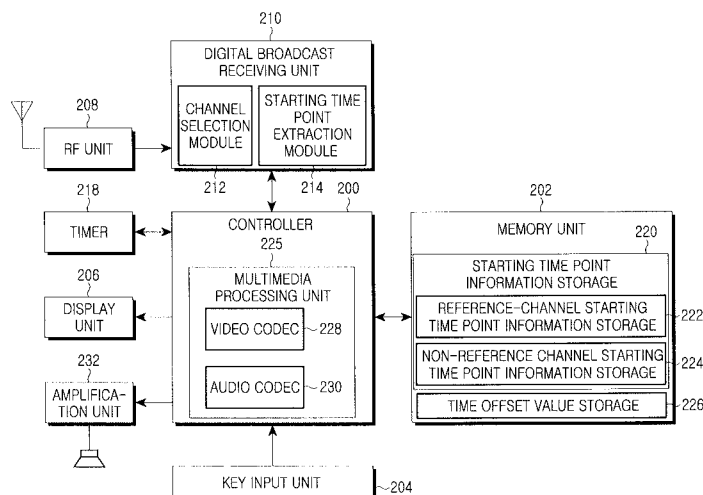 210
DIGITAL BROADCAST
RECEIVING UNIT
CHANNEL
SELECTION
MODULE
STARTING TIME
POINT
EXTRACTION
MODULE
212
214
208
RF UNIT
218
TIMER
206
DISPLAY
UNIT
232
AMPLIFICA-
TION UNIT
200
CONTROLLER
225
MULTIMEDIA
PROCESSING UNIT
VIDEO CODEC
228
AUDIO CODEC
230
202
MEMORY UNIT
220
STARTING TIME POINT
INFORMATION STORAGE
REFERENCE-CHANNEL STARTING
TIME POINT INFORMATION STORAGE
222
NON-REFERENCE CHANNEL STARTING
TIME POINT INFORMATION STORAGE
224
TIME OFFSET VALUE STORAGE
226
KEY INPUT UNIT
204